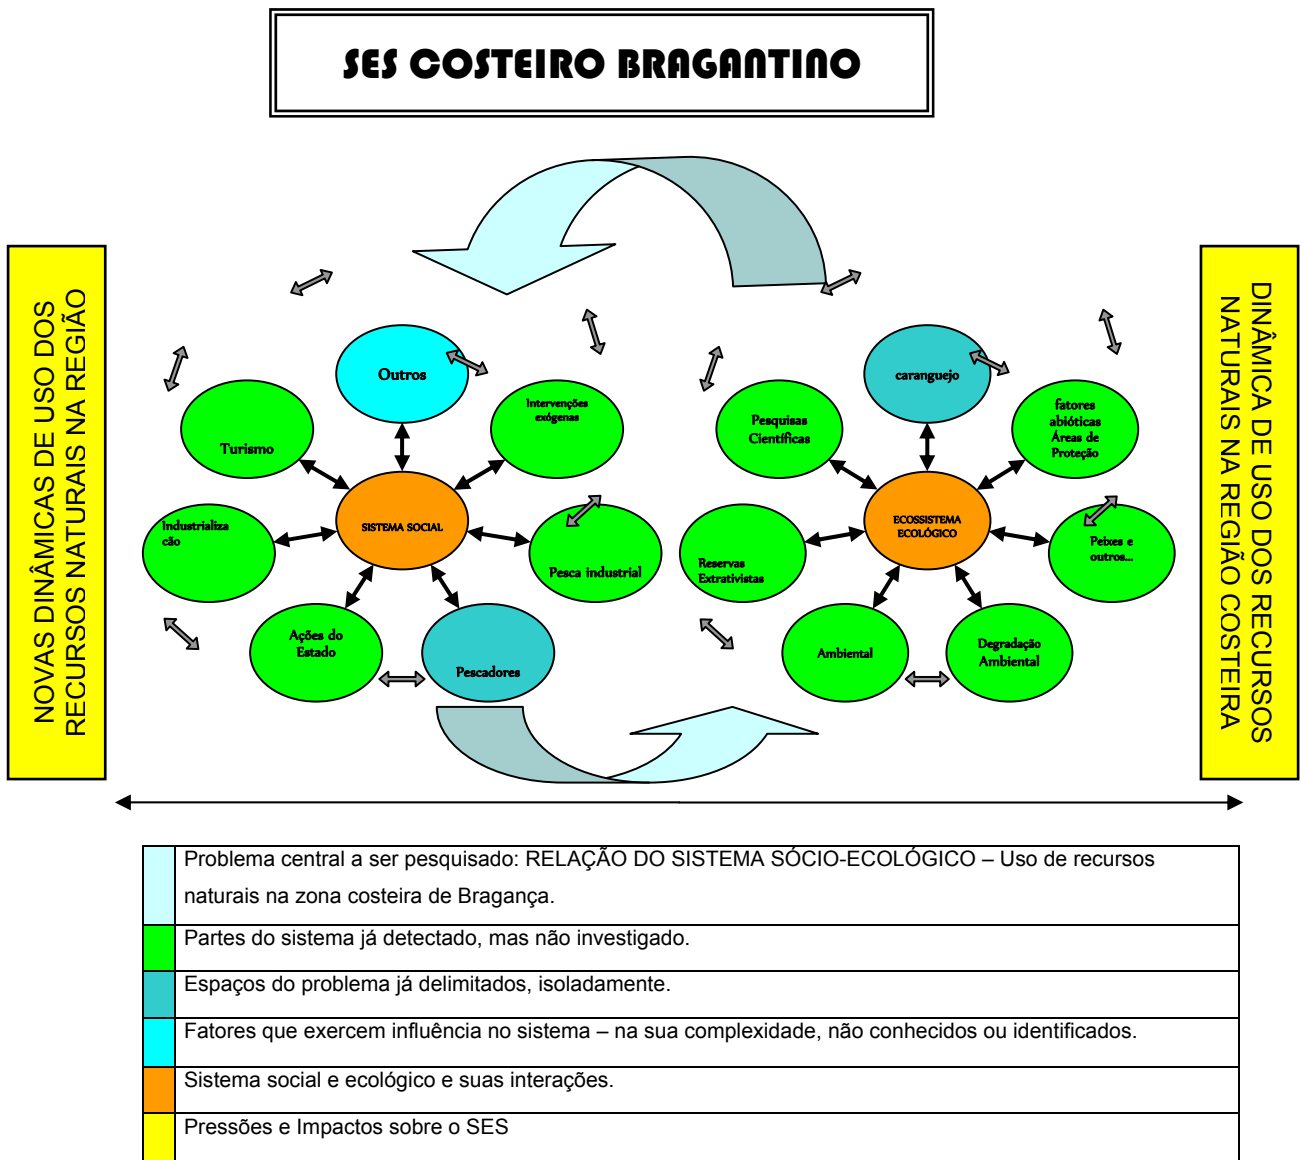 SES COSTEIRO BRAGANTINO
NOVAS DINÂMICAS DE USO DOS
RECURSOS NATURAIS NA REGIÃO
Outros
Turismo
Intervenções
exógenas
SISTEMA SOCIAL
Industrializa
cão
Pesca industrial
Ações do
Estado
Pescadores
caranguejo
Pesquisas
Científicas
fatores
abióticas
Áreas de
Proteção
ECOSSISTEMA
ECOLÓGICO
Reservas
Extrativistas
Peixes e
outros...
Ambiental
Degradação
Ambiental
DINÂMICA DE USO DOS RECURSOS
NATURAIS NA REGIÃO COSTEIRA
Problema central a ser pesquisado: RELAÇÃO DO SISTEMA SÓCIO-ECOLÓGICO – Uso de recursos
naturais na zona costeira de Bragança.
Partes do sistema já detectado, mas não investigado.
Espaços do problema já delimitados, isoladamente.
Fatores que exercem influência no sistema – na sua complexidade, não conhecidos ou identificados.
Sistema social e ecológico e suas interações.
Pressões e Impactos sobre o SES